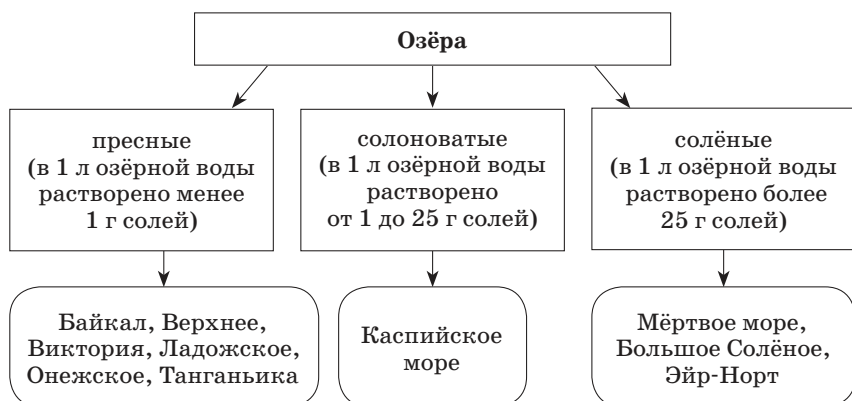 Озёра
пресные
(в 1 л озёрной воды
растворено менее
1 г солей)
солоноватые
(в 1 л озёрной воды
растворено
от 1 до 25 г солей)
солёные
(в 1 л озёрной воды
растворено более
25 г солей)
Байкал, Верхнее,
Виктория, Ладожское,
Онежское, Танганьика
Каспийское
море
Мёртвое море,
Большое Солёное,
Эйр-Норт